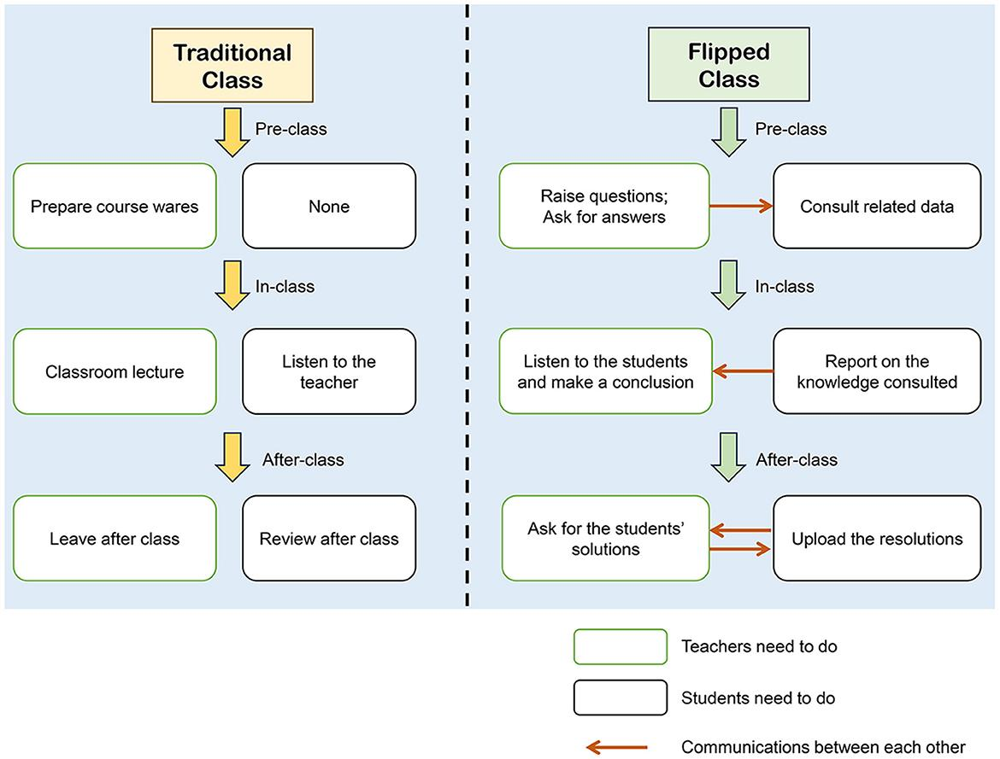 Traditional
Class
Pre-class
Prepare course wares
None
In-class
Classroom lecture
Listen to the
teacher
After-class
Leave after class
Review after class
Flipped
Class
Pre-class
Raise questions;
Ask for answers
Consult related data
In-class
Listen to the students
and make a conclusion
Report on the
knowledge consulted
After-class
Ask for the students’
solutions
Upload the resolutions
Teachers need to do
Students need to do
Communications between each other